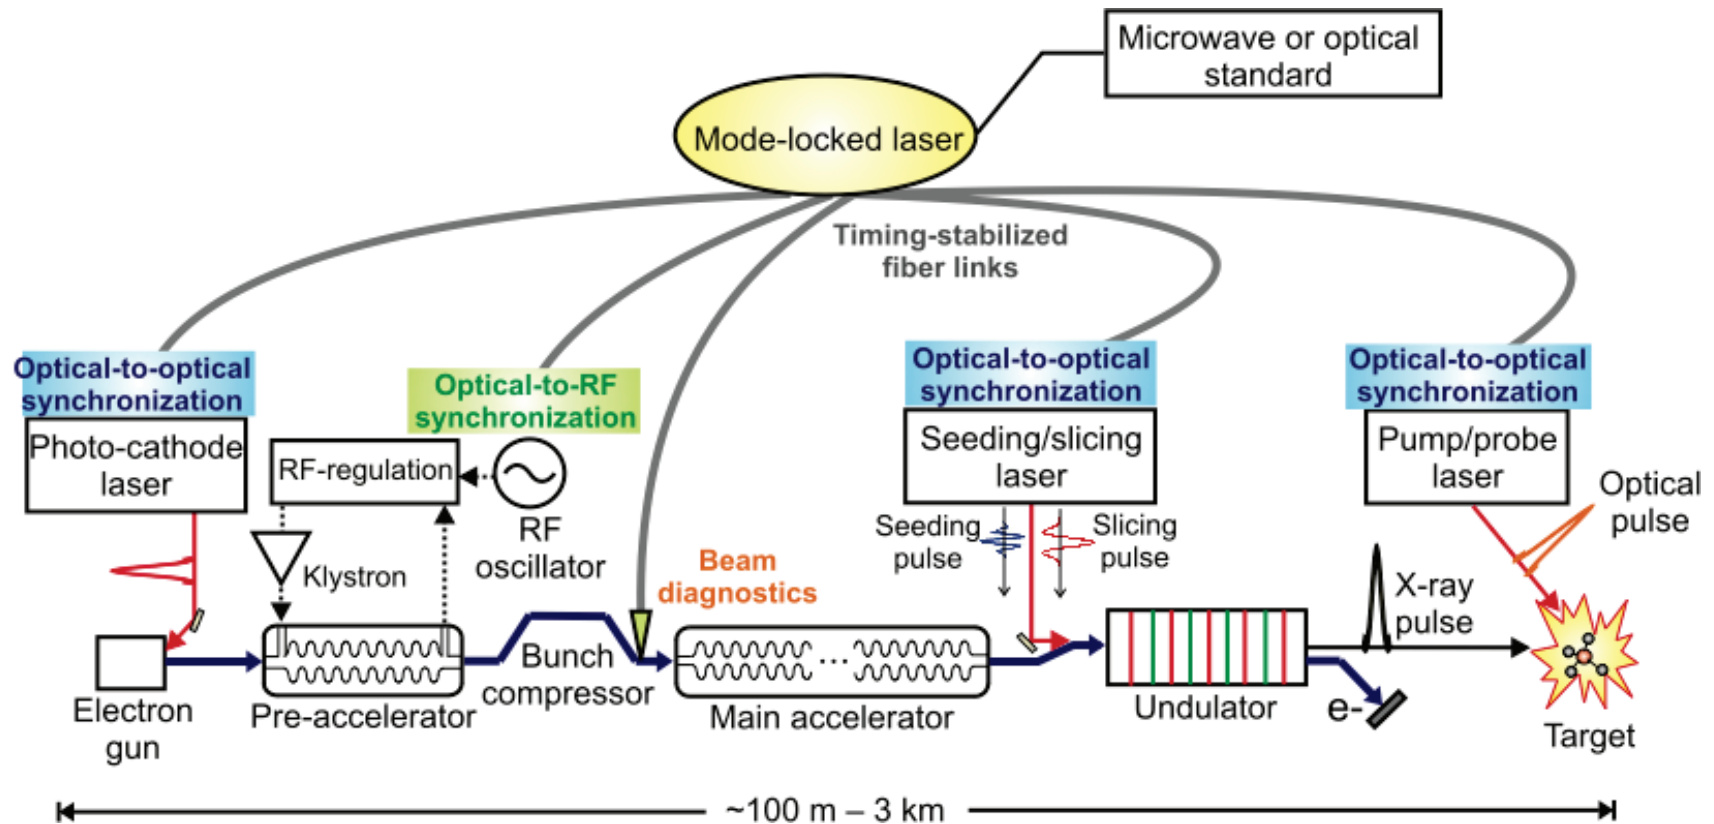 Microwave or optical
standard
Mode-locked laser
Timing-stabilized
fiber links
Optical-to-optical
synchronization
Photo-cathode
laser
Optical-to-RF
synchronization
RF-regulation
RF
oscillator
Klystron
Beam
diagnostics
Optical-to-optical
synchronization
Seeding/slicing
laser
Seeding
pulse
Slicing
pulse
Optical-to-optical
synchronization
Pump/probe
laser
Optical
pulse
X-ray
pulse
Electron
gun
Pre-accelerator
Bunch
compressor
...
Main accelerator
Undulator
e-
Target
~100 m – 3 km